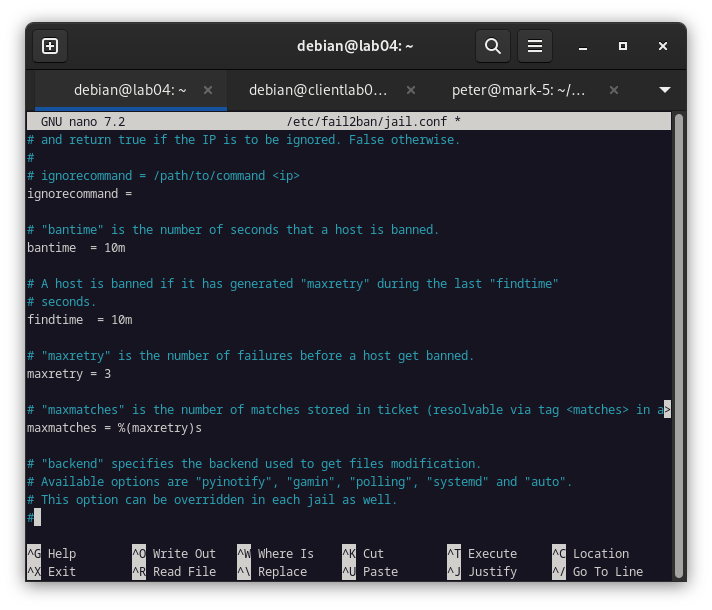 debian@lab04: ~
debian@lab04: ~
debian@clientlab0…
peter@mark-5: ~/…
GNU nano 7.2 /etc/fail2ban/jail.conf *
# and return true if the IP is to be ignored. False otherwise.
#
# ignorecommand = /path/to/command <ip>
ignorecommand =
# "bantime" is the number of seconds that a host is banned.
bantime  = 10m
# A host is banned if it has generated "maxretry" during the last "findtime"
# seconds.
findtime  = 10m
# "maxretry" is the number of failures before a host get banned.
maxretry = 3
# "maxmatches" is the number of matches stored in ticket (resolvable via tag <matches> in a>
maxmatches = %(maxretry)s
# "backend" specifies the backend used to get files modification.
# Available options are "pyinotify", "gamin", "polling", "systemd" and "auto".
# This option can be overridden in each jail as well.
#
^G Help ^O Write Out ^W Where Is ^K Cut ^T Execute ^C Location
^X Exit ^R Read File ^\ Replace ^U Paste ^J Justify ^/ Go To Line